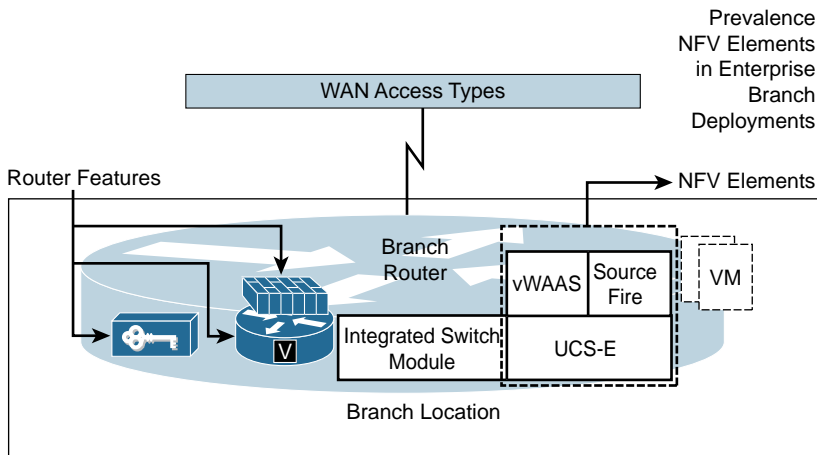 Prevalence
NFV Elements
in Enterprise
Branch
Deployments
WAN Access Types
Router Features
NFV Elements
Branch
Router
vWAAS
Source
Fire
VM
Integrated Switch
Module
UCS-E
V
Branch Location